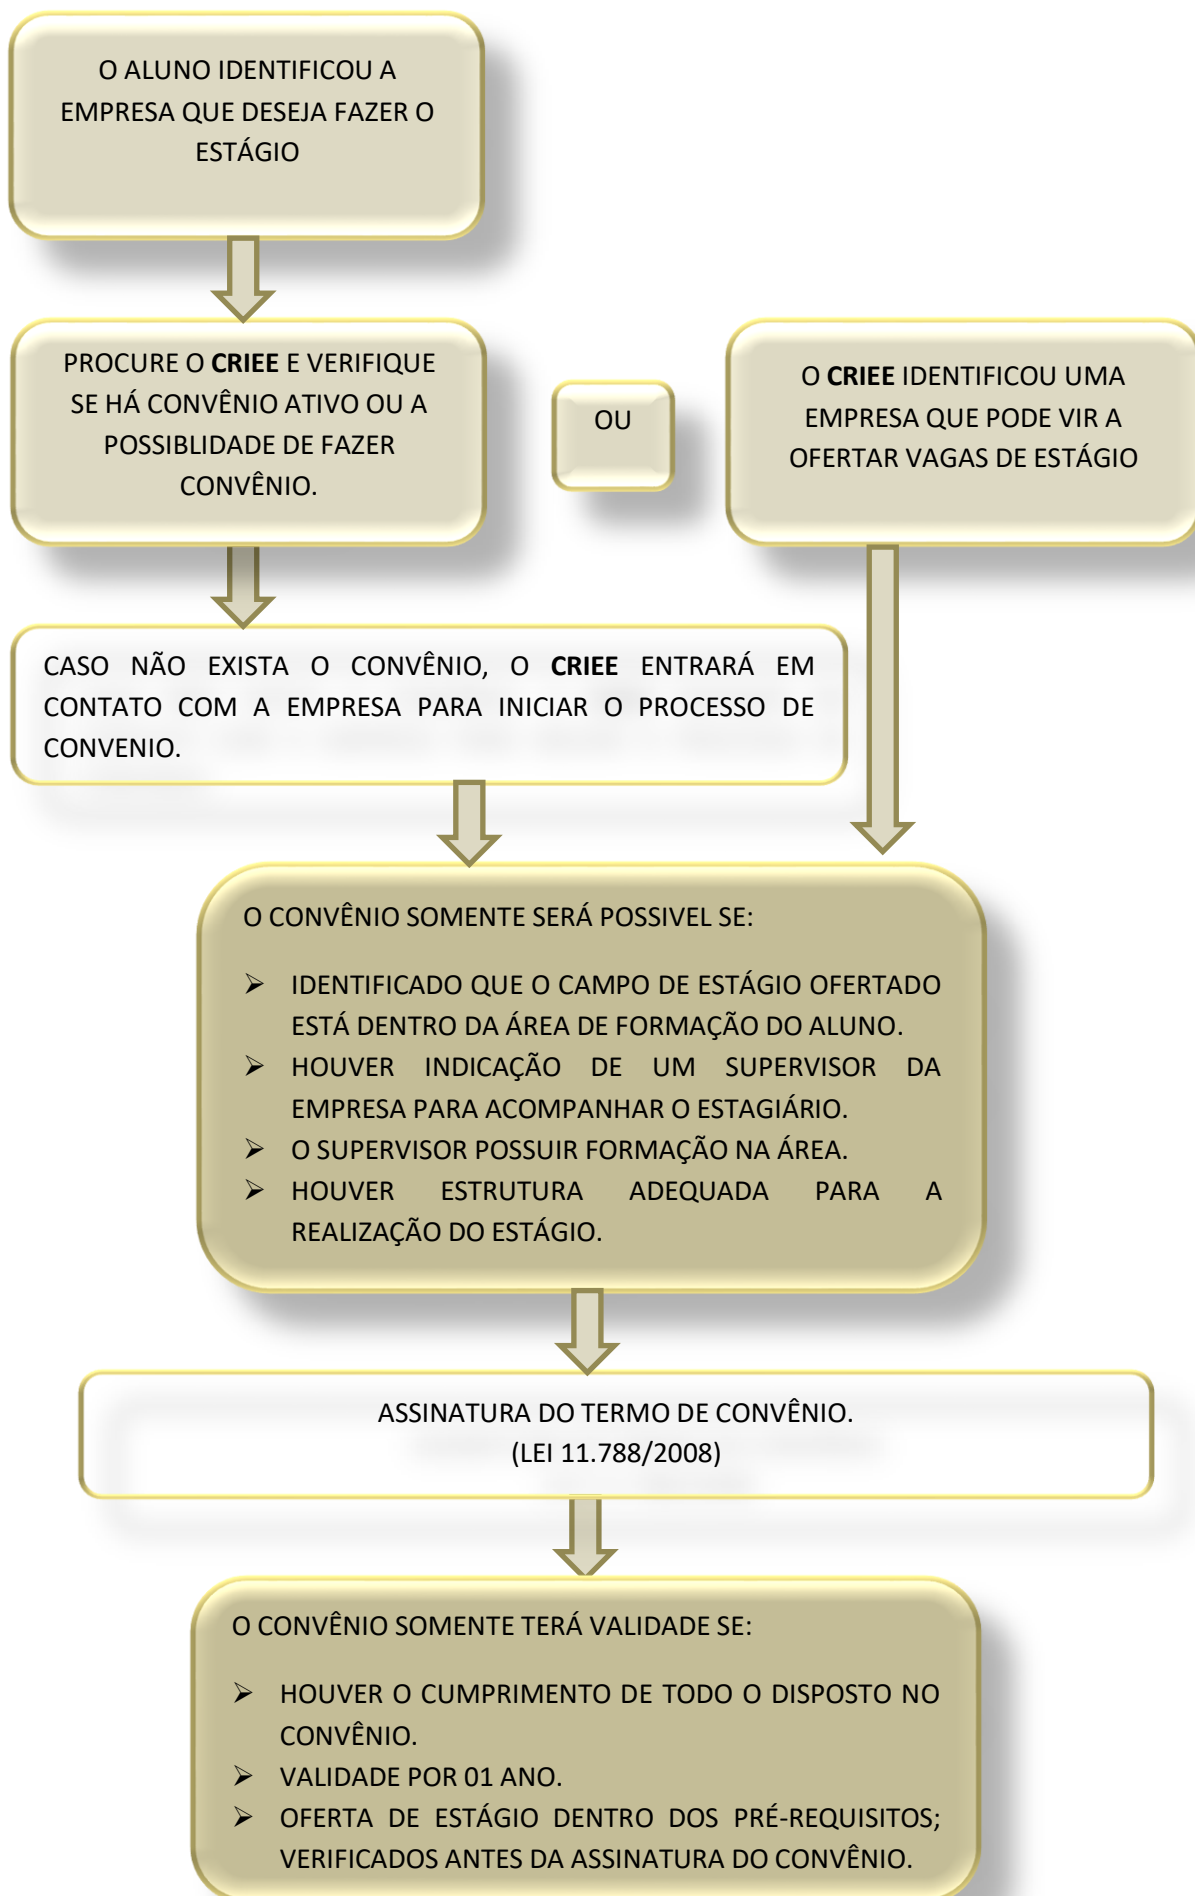 O ALUNO IDENTIFICOU A
EMPRESA QUE DESEJA FAZER O
ESTÁGIO
PROCURE O CRIEE E VERIFIQUE
SE HÁ CONVÊNIO ATIVO OU A
POSSIBLIDADE DE FAZER
CONVÊNIO.
OU
O CRIEE IDENTIFICOU UMA
EMPRESA QUE PODE VIR A
OFERTAR VAGAS DE ESTÁGIO
CASO NÃO EXISTA O CONVÊNIO, O CRIEE ENTRARÁ EM
CONTATO COM A EMPRESA PARA INICIAR O PROCESSO DE
CONVENIO.
O CONVÊNIO SOMENTE SERÁ POSSIVEL SE:
➢ IDENTIFICADO QUE O CAMPO DE ESTÁGIO OFERTADO
ESTÁ DENTRO DA ÁREA DE FORMAÇÃO DO ALUNO.
➢ HOUVER INDICAÇÃO DE UM SUPERVISOR DA
EMPRESA PARA ACOMPANHAR O ESTAGIÁRIO.
➢ O SUPERVISOR POSSUIR FORMAÇÃO NA ÁREA.
➢ HOUVER ESTRUTURA ADEQUADA PARA A
REALIZAÇÃO DO ESTÁGIO.
ASSINATURA DO TERMO DE CONVÊNIO.
(LEI 11.788/2008)
O CONVÊNIO SOMENTE TERÁ VALIDADE SE:
➢ HOUVER O CUMPRIMENTO DE TODO O DISPOSTO NO
CONVÊNIO.
➢ VALIDADE POR 01 ANO.
➢ OFERTA DE ESTÁGIO DENTRO DOS PRÉ-REQUISITOS;
VERIFICADOS ANTES DA ASSINATURA DO CONVÊNIO.